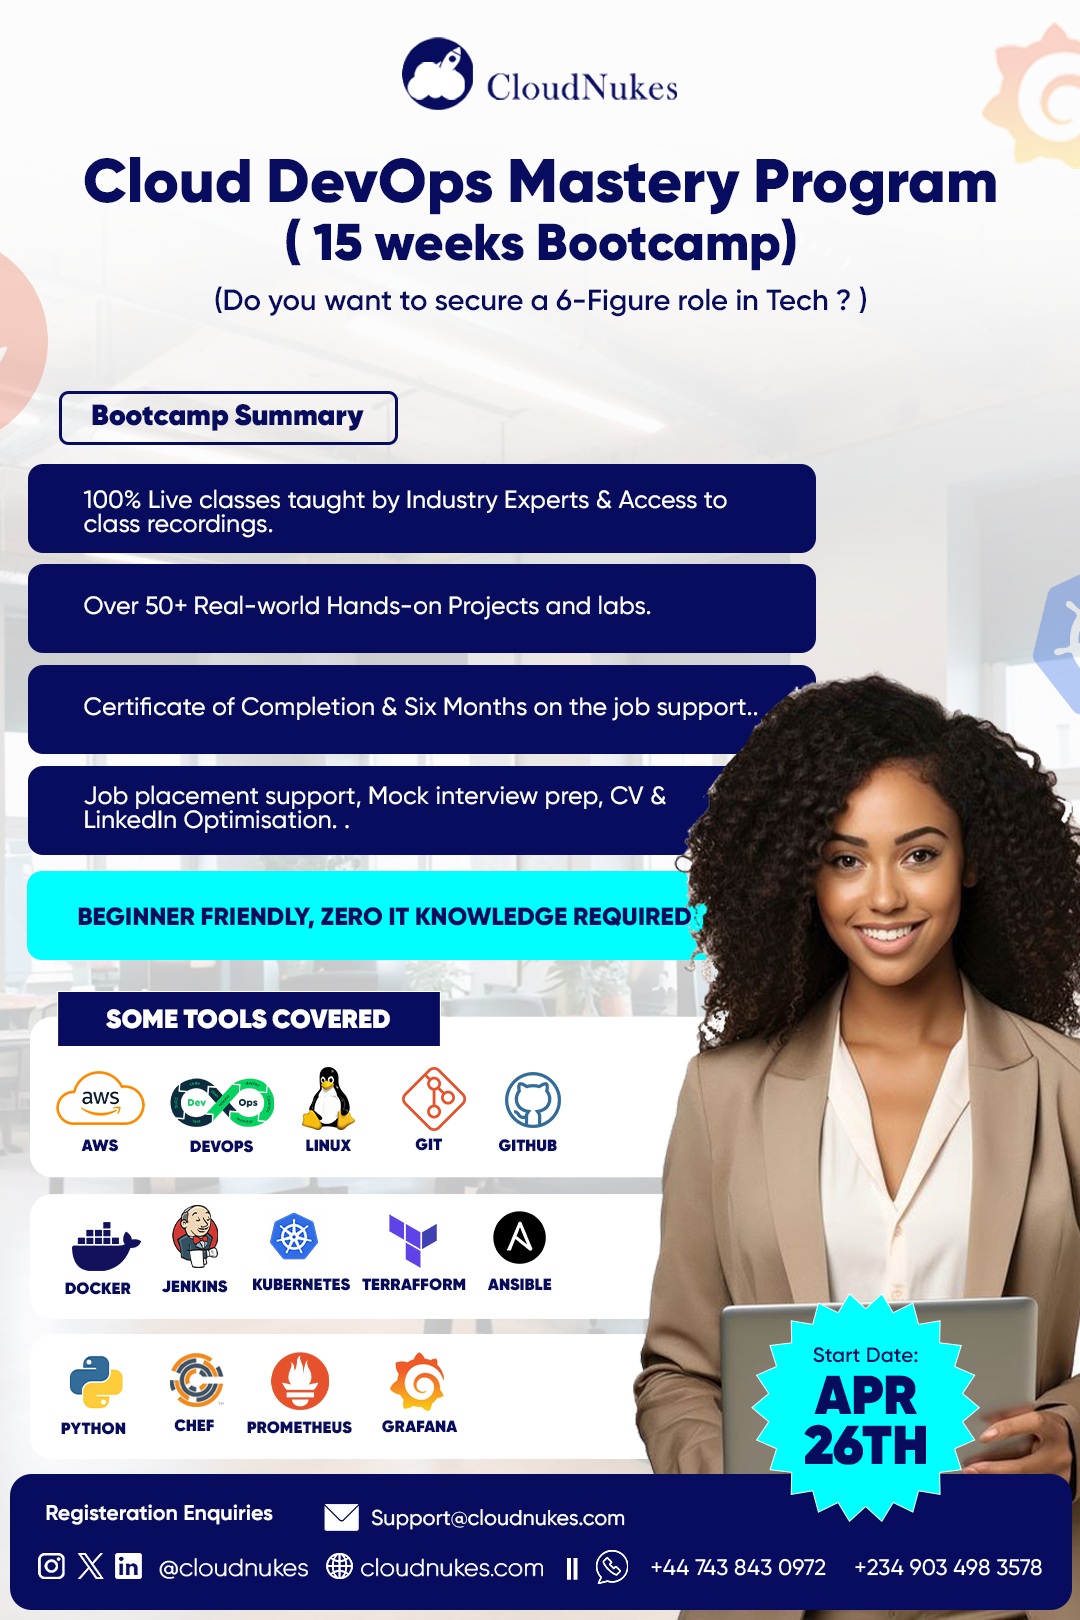 CloudNukes
Cloud DevOps Mastery Program
( 15 weeks Bootcamp)
(Do you want to secure a 6-Figure role in Tech ? )
Bootcamp Summary
100% Live classes taught by Industry Experts & Access to
class recordings.
Over 50+ Real-world Hands-on Projects and labs.
Certificate of Completion & Six Months on the job support..
Job placement support, Mock interview prep, CV &
LinkedIn Optimisation. .
BEGINNER FRIENDLY, ZERO IT KNOWLEDGE REQUIRED
SOME TOOLS COVERED
aws
Dev Ops
AWS DEVOPS LINUX GIT GITHUB
DOCKER JENKINS KUBERNETES TERRAFFORM ANSIBLE
PYTHON CHEF PROMETHEUS GRAFANA
Start Date:
APR
26TH
Registeration Enquiries
Support@cloudnukes.com
@cloudnukes cloudnukes.com || +44 743 843 0972 +234 903 498 3578